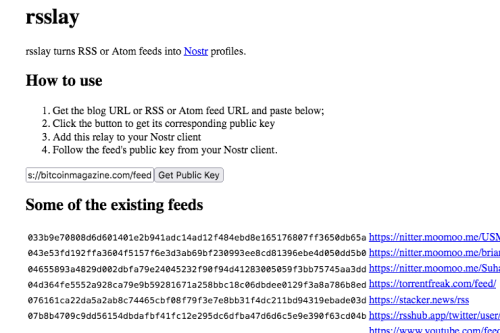 rsslay
rsslay turns RSS or Atom feeds into Nostr profiles.
How to use
1. Get the blog URL or RSS or Atom feed URL and paste below;
2. Click the button to get its corresponding public key
3. Add this relay to your Nostr client
4. Follow the feed's public key from your Nostr client.
s://bitcoinmagazine.com/feed Get Public Key
Some of the existing feeds
033b9e70808d6d601401e2b941adc14ad12f484ebd8e165176807ff3650db65a https://nitter.moomoo.me/USM
043e53fd192ffa3604f5157f6e3d3ab69bf230993ee8cd81396ebe4d050dd5b0 https://nitter.moomoo.me/brian
04655893a4829d002dbfa79e24045232f90f94d41283005059f3bb75745aa3dd https://nitter.moomoo.me/Suha
04d364fe5552a928ca79e9b59281671a258bbc18c06dbdee0129f3a8a786b8ed https://torrentfreak.com/feed/
076161ca22da5a2ab8c74465cbf08f79f3e7e8bb31f4dc211bd94319ebade03d https://stacker.news/rss
07b8b4709c9dd56154dbdafbf41fc12e295dc6dfba47d6d6c5e9e390f63cd04b https://rsshub.app/twitter/user
https://www.youtube.com/feed